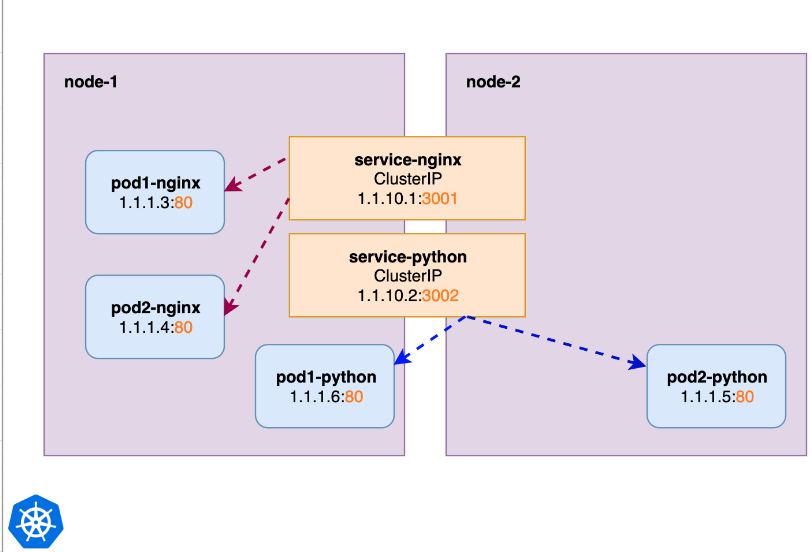 node-1
node-2
service-nginx
ClusterIP
1.1.10.1:3001
pod1-nginx
1.1.1.3:80
service-python
ClusterIP
1.1.10.2:3002
pod2-nginx
1.1.1.4:80
pod1-python
1.1.1.6:80
pod2-python
1.1.1.5:80